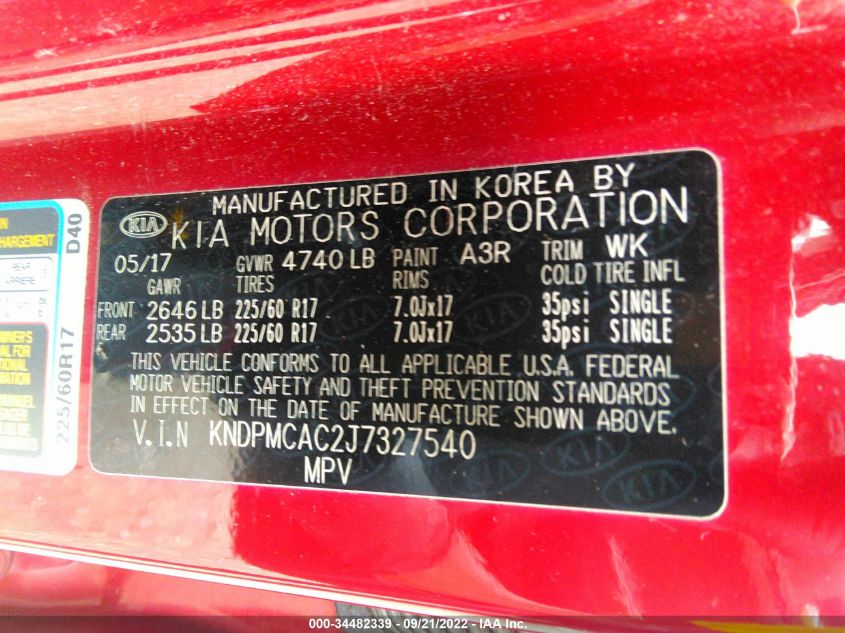 MANUFACTURED IN KOREA BY
KIA KIA MOTORS CORPORATION
05/17 GVWR 4740 LB PAINT A3R TRIM WK
GAWR TIRES RIMS COLD TIRE INFL
FRONT 2646 LB 225/60 R17 7.0Jx17 35psi SINGLE
REAR 2535 LB 225/60 R17 7.0Jx17 35psi SINGLE
THIS VEHICLE CONFORMS TO ALL APPLICABLE U.S.A. FEDERAL
MOTOR VEHICLE SAFETY AND THEFT PREVENTION STANDARDS
IN EFFECT ON THE DATE OF MANUFACTURE SHOWN ABOVE.
V.I.N KNDPMCAC2J7327540
MPV
D40
225/60R17
REAR
ARRIERE
000-34482339 - 09/21/2022 - IAA Inc.